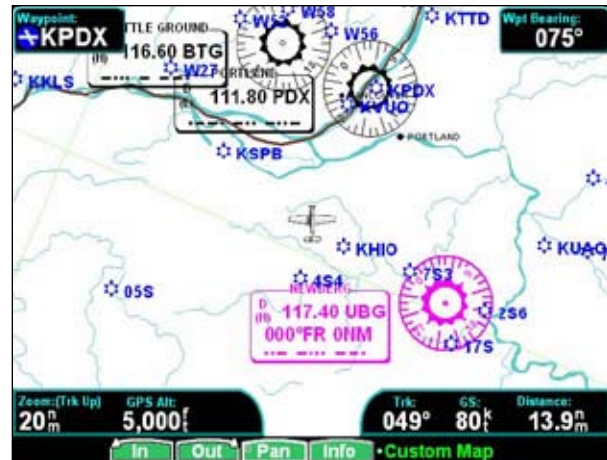 Waypoint:
KPDX
TTLE GROUND
(H) 116.60 BTG
W52
W58
W56
KTTD
Wpt Bearing:
075°
KKLS
W27
PORTLAND
111.80 PDX
KPDX
KVUO
PORTLAND
KSPB
KHIO
KUAO
4S4
7S3
05S
NEWBERG
D
(H) 117.40 UBG
000°FR 0NM
2S6
17S
Zoom:(Trk Up)
20nm
GPS Alt:
5,000ft
Trk:
049°
GS:
80kt
Distance:
13.9nm
In
Out
Pan
Info
Custom Map